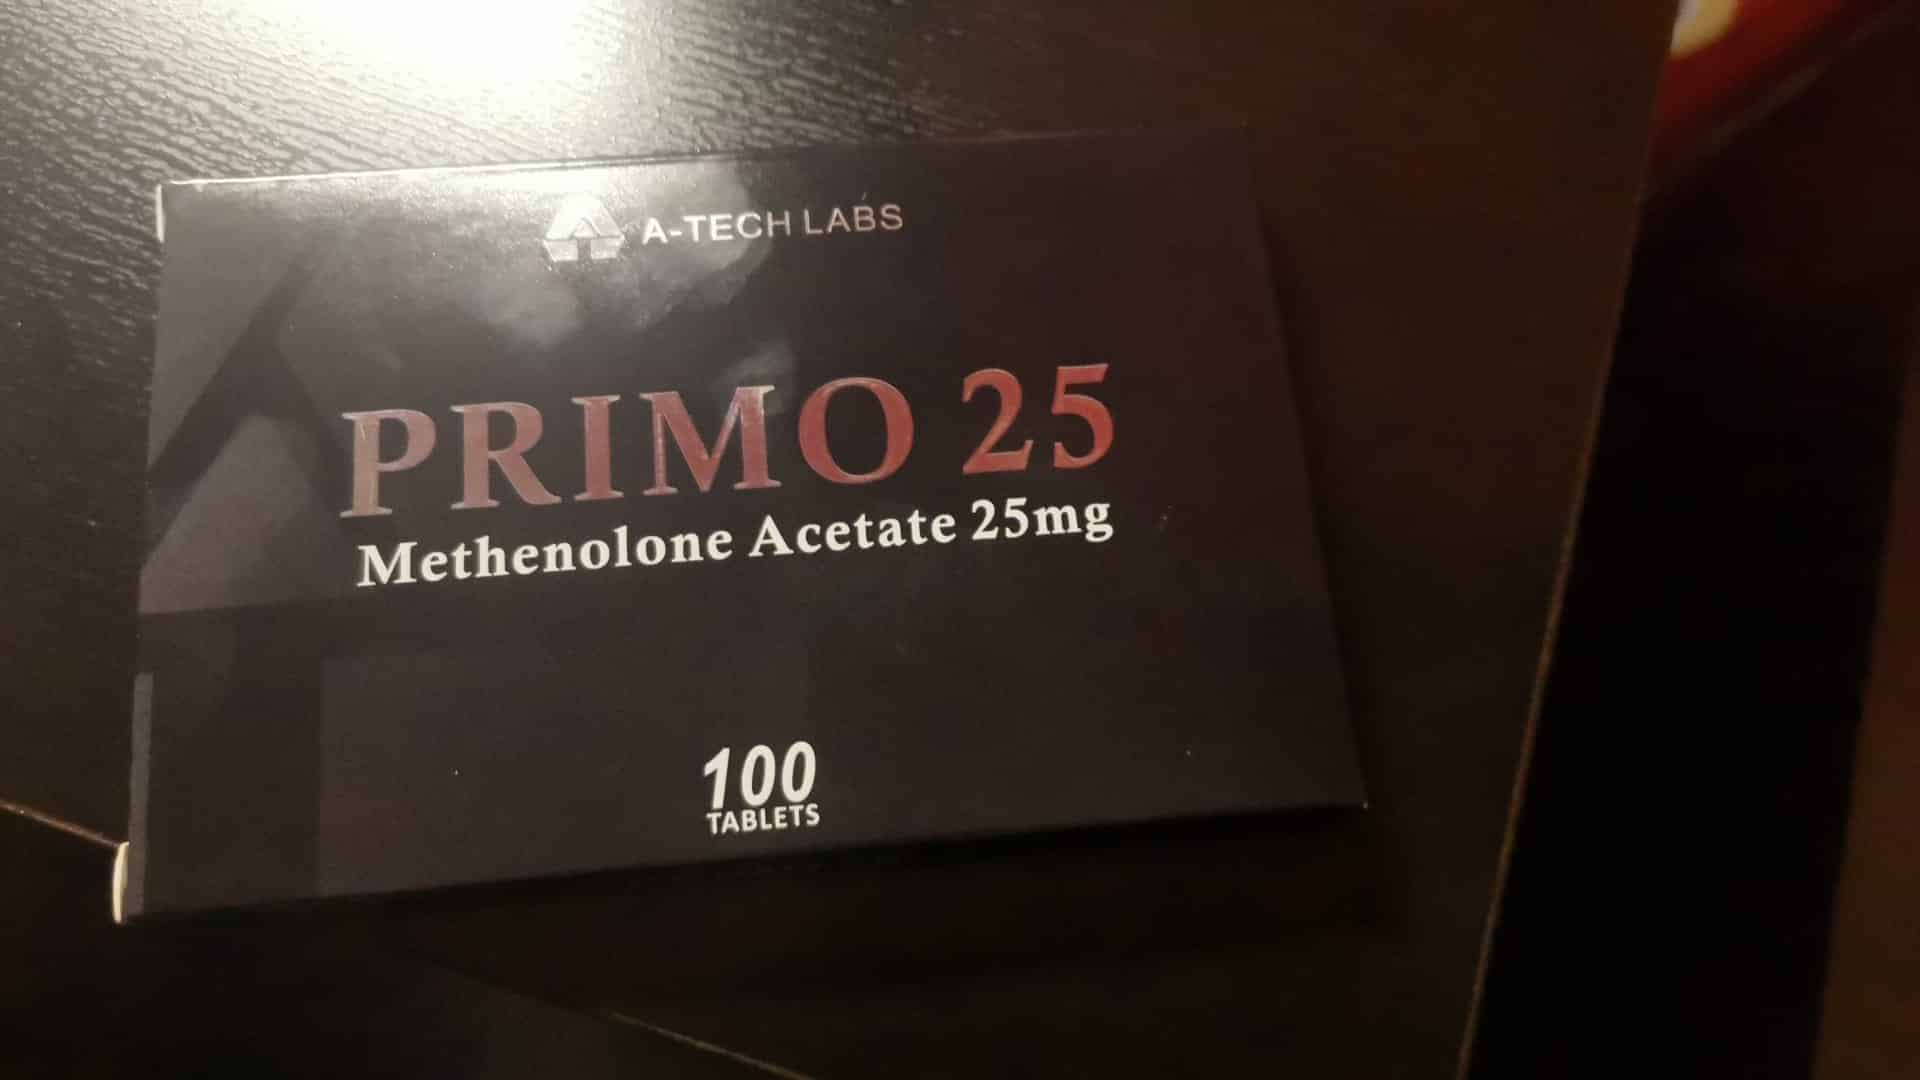 A-TECH LABS
PRIMO 25
Methenolone Acetate 25mg
100
TABLETS